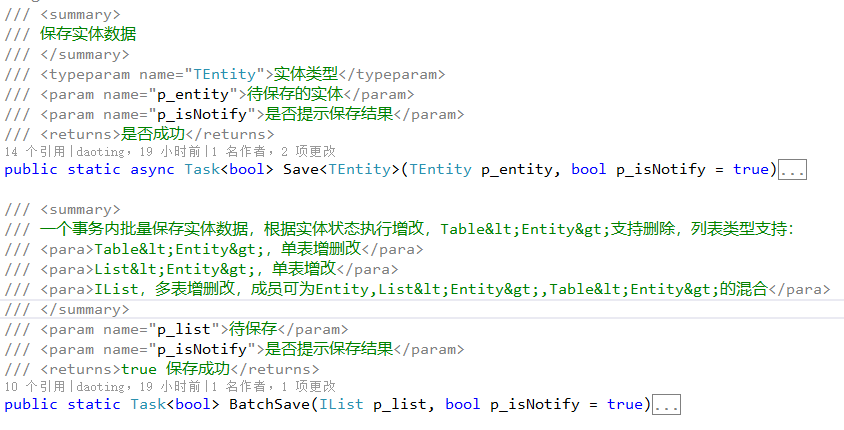 /// <summary>
/// 保存实体数据
/// </summary>
/// <typeparam name="TEntity">实体类型</typeparam>
/// <param name="p_entity">待保存的实体</param>
/// <param name="p_isNotify">是否提示保存结果</param>
/// <returns>是否成功</returns>
14 个引用|daoting，19 小时前|1 名作者，2 项更改
public static async Task<bool> Save<TEntity>(TEntity p_entity, bool p_isNotify = true)...
/// <summary>
/// 一个事务内批量保存实体数据，根据实体状态执行增改，Table&lt;Entity&gt;支持删除，列表类型支持：
/// <para>Table&lt;Entity&gt;，单表增删改</para>
/// <para>List&lt;Entity&gt;，单表增改</para>
/// <para>IList，多表增删改，成员可为Entity,List&lt;Entity&gt;,Table&lt;Entity&gt;的混合</para>
/// </summary>
/// <param name="p_list">待保存</param>
/// <param name="p_isNotify">是否提示保存结果</param>
/// <returns>true 保存成功</returns>
10 个引用|daoting，19 小时前|1 名作者，1 项更改
public static Task<bool> BatchSave(IList p_list, bool p_isNotify = true)...